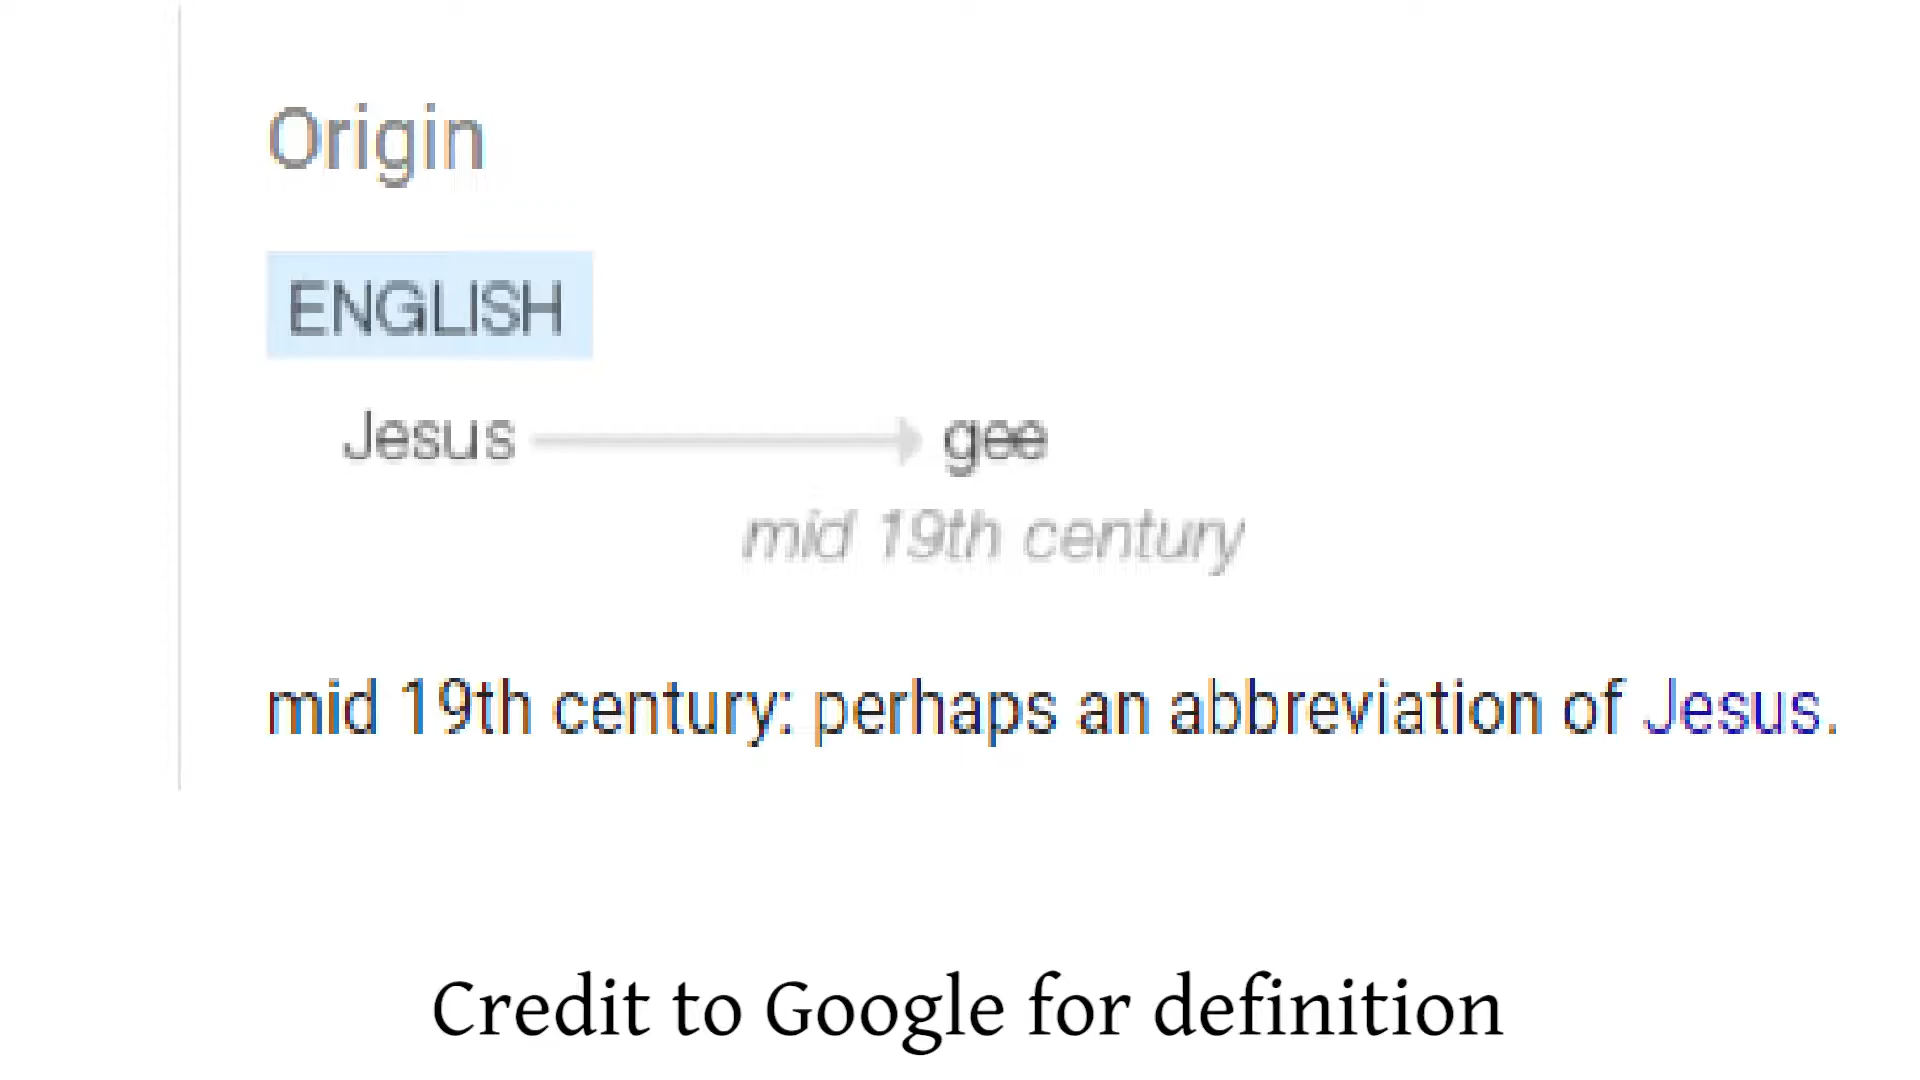 Origin
ENGLISH
Jesus gee
mid 19th century
mid 19th century: perhaps an abbreviation of Jesus.
Credit to Google for definition